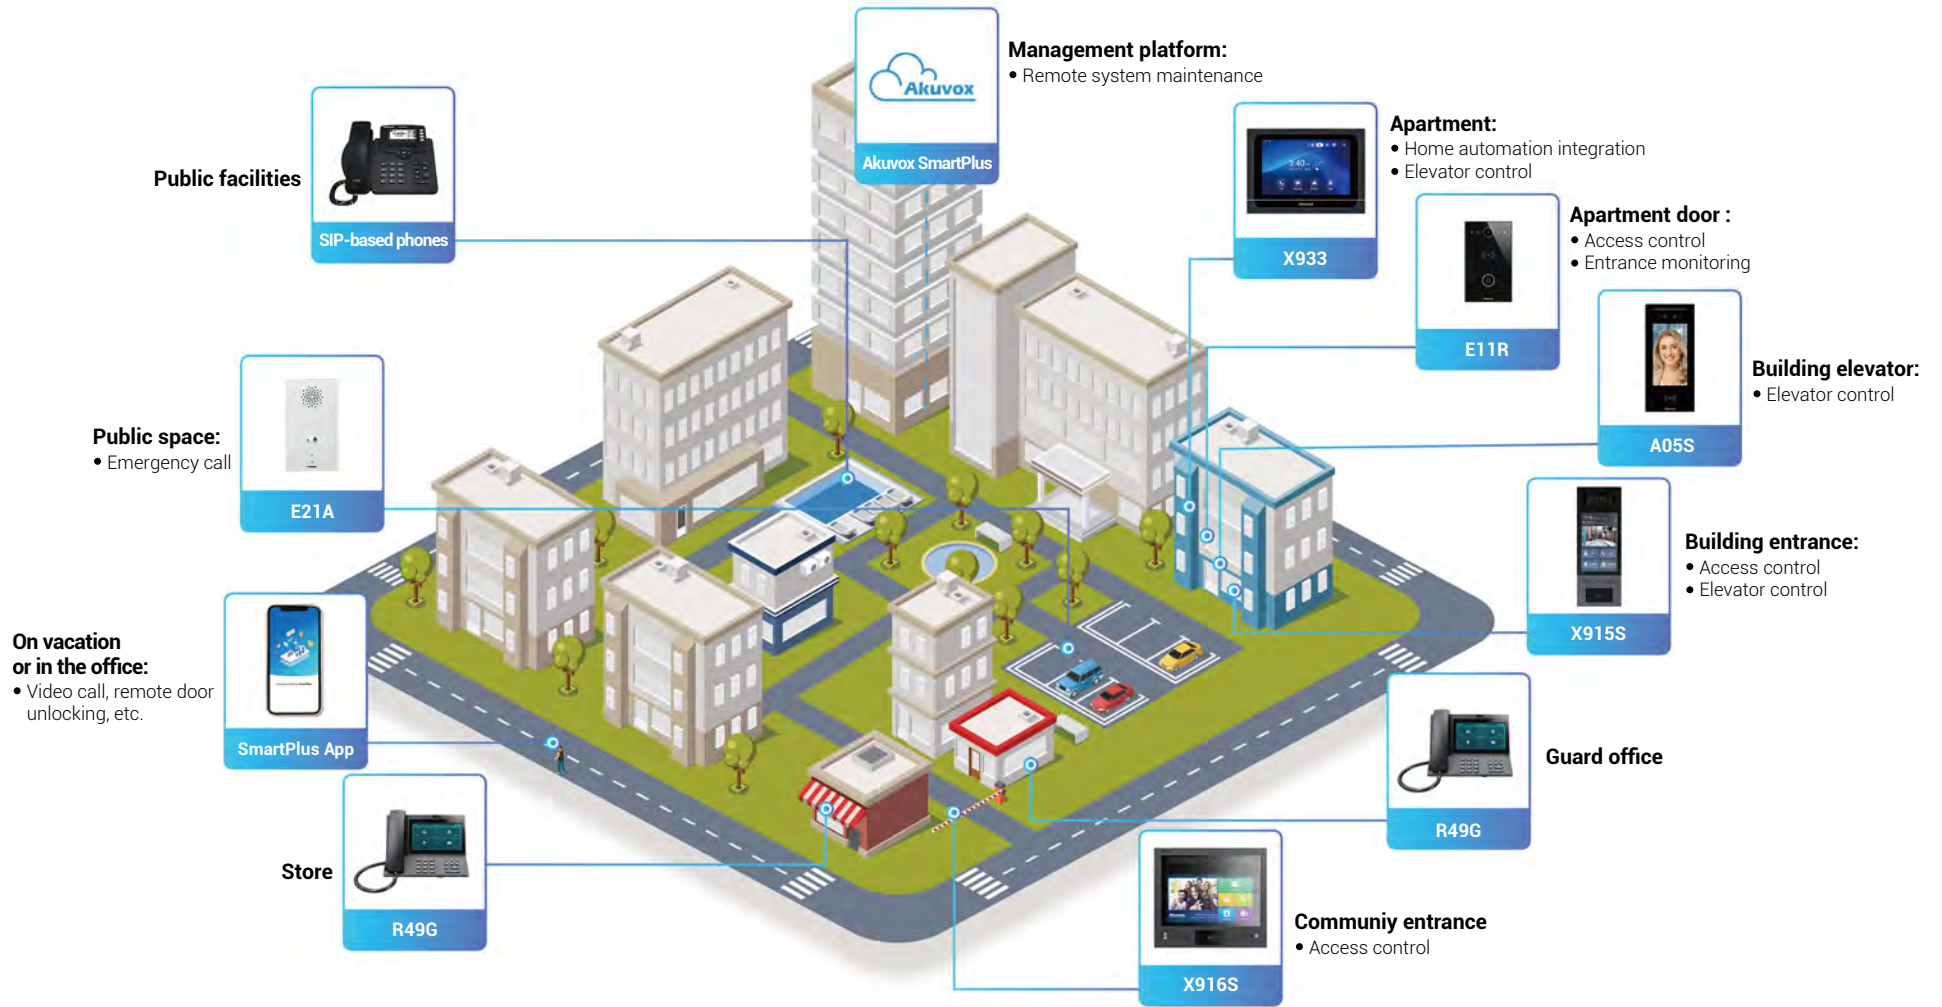 Akuvox
Akuvox SmartPlus
Management platform:
• Remote system maintenance
Public facilities
SIP-based phones
3:40
X933
Apartment:
• Home automation integration
• Elevator control
E11R
Apartment door :
• Access control
• Entrance monitoring
A05S
Building elevator:
• Elevator control
Public space:
• Emergency call
E21A
X915S
Building entrance:
• Access control
• Elevator control
On vacation
or in the office:
• Video call, remote door
unlocking, etc.
SmartPlus App
R49G
Guard office
Store
R49G
X916S
Communiy entrance
• Access control